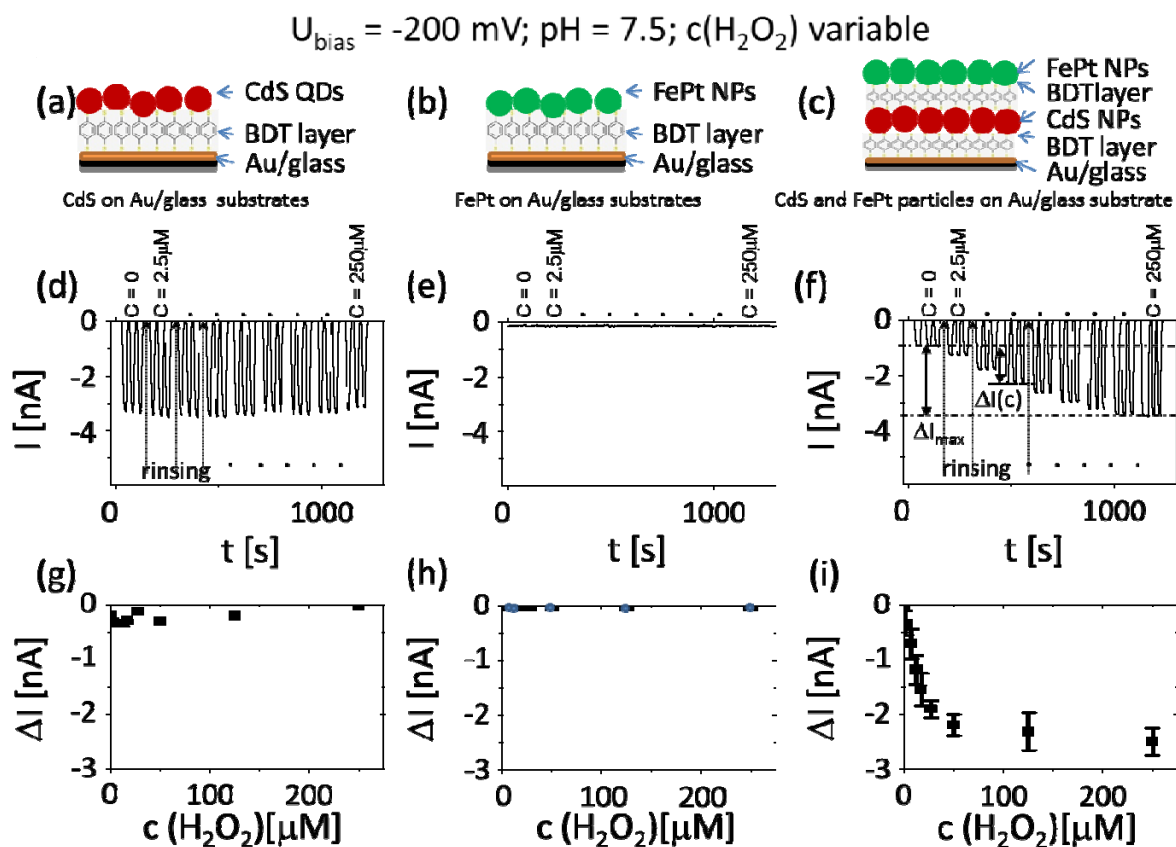 U_bias = -200 mV; pH = 7.5; c(H₂O₂) variable
(a)
CdS QDs
BDT layer
Au/glass
CdS on Au/glass substrates
(b)
FePt NPs
BDT layer
Au/glass
FePt on Au/glass substrates
(c)
FePt NPs
BDTlayer
CdS NPs
BDT layer
Au/glass
CdS and FePt particles on Au/glass substrate
(d)
C = 0
C = 2.5μM
C = 250μM
0
-2
-4
I [nA]
rinsing
0
1000
t [s]
(e)
C = 0
C = 2.5μM
C = 250μM
0
-2
-4
I [nA]
0
1000
t [s]
(f)
C = 0
C = 2.5μM
C = 250μM
0
-2
-4
I [nA]
ΔI(c)
ΔI_max
rinsing
0
1000
t [s]
(g)
0
-1
-2
-3
ΔI [nA]
0
100
200
c (H₂O₂)[μM]
(h)
0
-1
-2
-3
ΔI [nA]
0
100
200
c (H₂O₂)[μM]
(i)
0
-1
-2
-3
ΔI [nA]
0
100
200
c (H₂O₂)[μM]